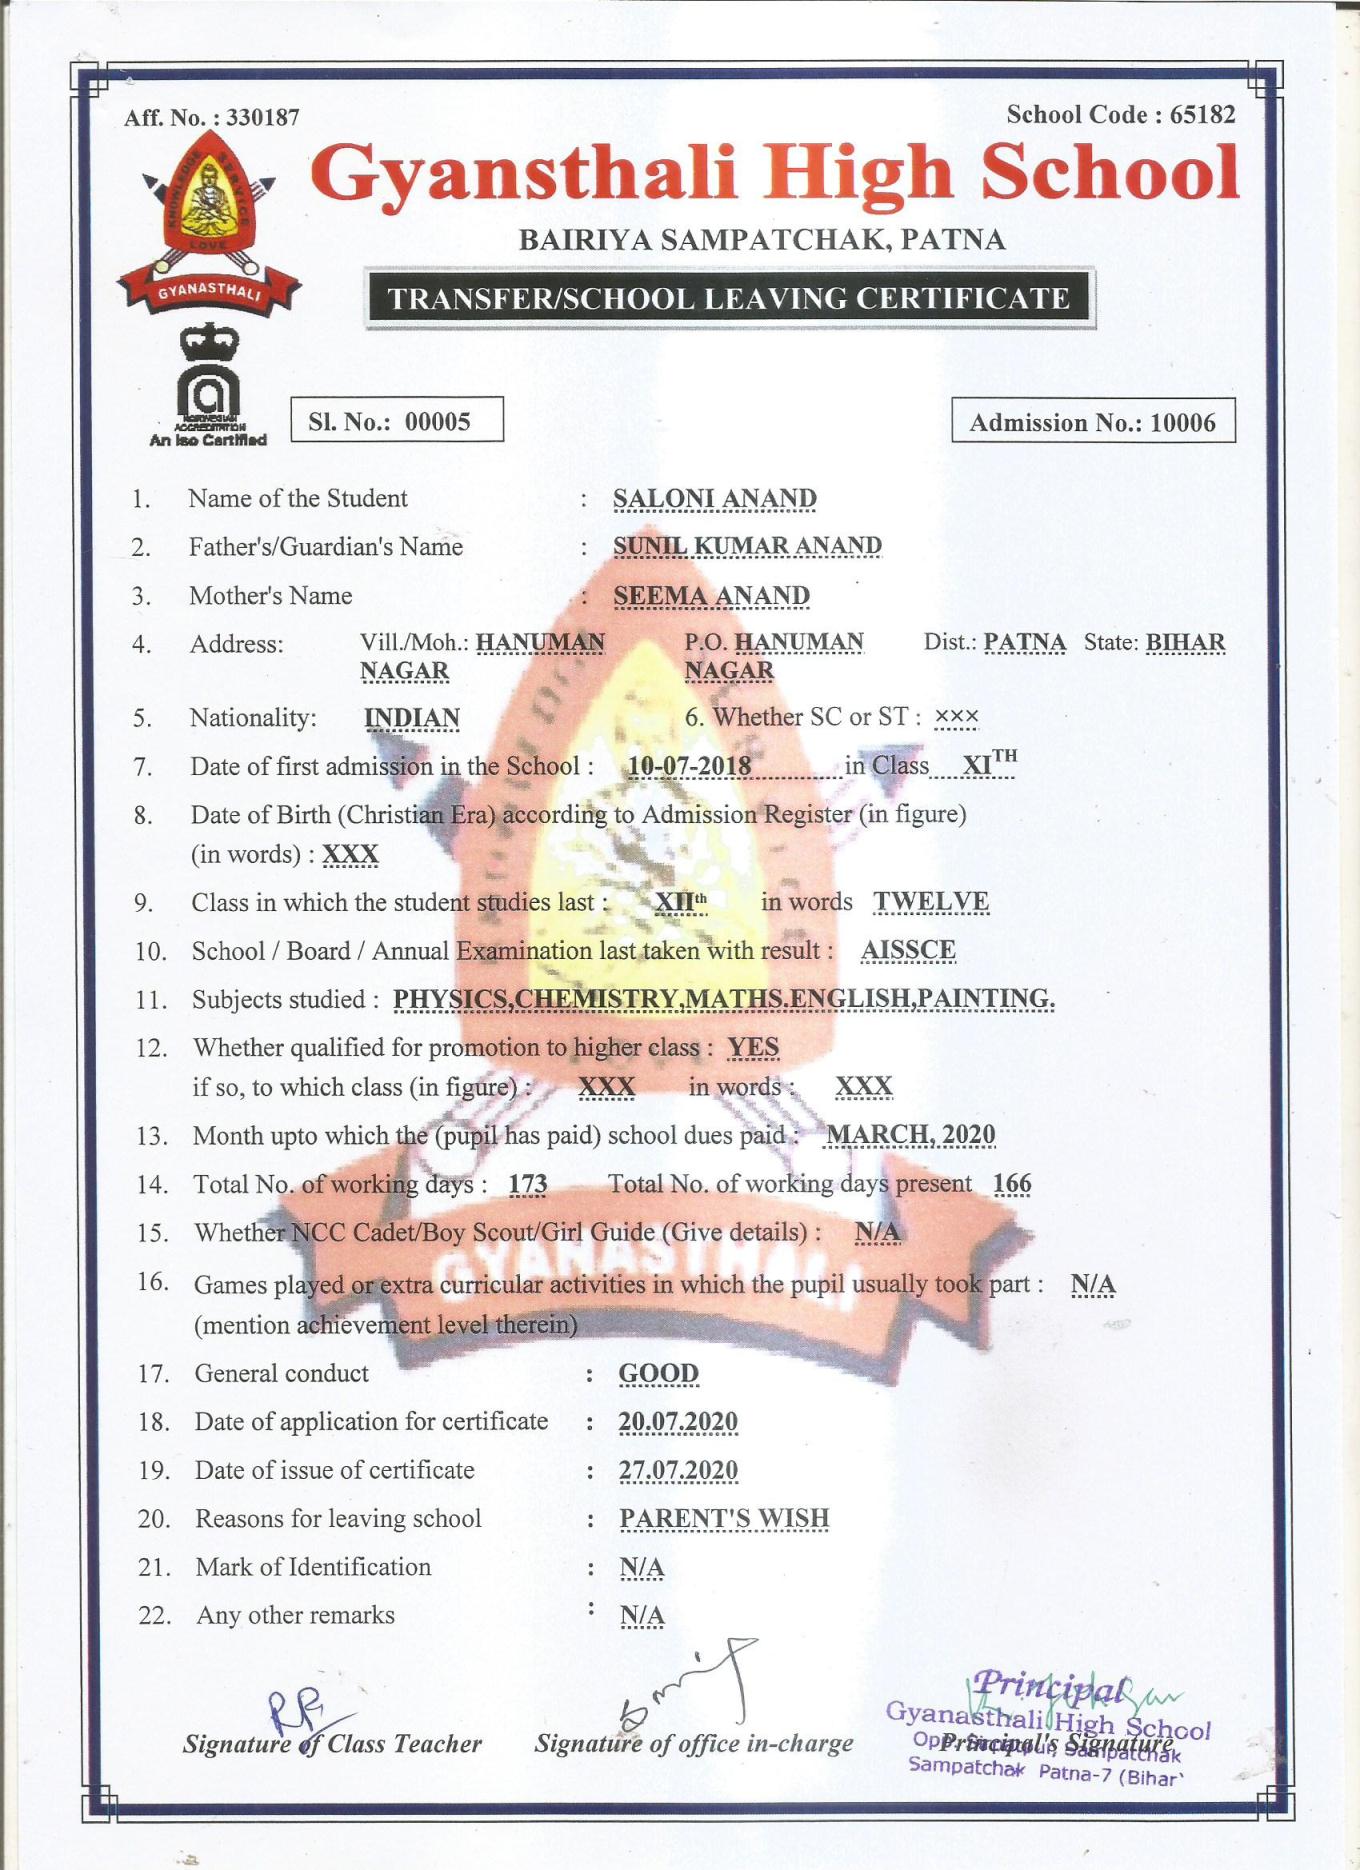 Aff. No. : 330187
School Code : 65182
KNOWLEDGE SERVICE
LOVE
GYANASTHALI
Gyansthali High School
BAIRIYA SAMPATCHAK, PATNA
TRANSFER/SCHOOL LEAVING CERTIFICATE
NORWEGIAN
ACCREDITATION
An Iso Certified
Sl. No.: 00005
Admission No.: 10006
1. Name of the Student : SALONI ANAND
2. Father's/Guardian's Name : SUNIL KUMAR ANAND
3. Mother's Name : SEEMA ANAND
4. Address: Vill./Moh.: HANUMAN NAGAR P.O. HANUMAN NAGAR Dist.: PATNA State: BIHAR
5. Nationality: INDIAN 6. Whether SC or ST : ×××
7. Date of first admission in the School : 10-07-2018 in Class XITH
8. Date of Birth (Christian Era) according to Admission Register (in figure)
(in words) : XXX
9. Class in which the student studies last : XIIth in words TWELVE
10. School / Board / Annual Examination last taken with result : AISSCE
11. Subjects studied : PHYSICS,CHEMISTRY,MATHS.ENGLISH,PAINTING.
12. Whether qualified for promotion to higher class : YES
if so, to which class (in figure) : XXX in words : XXX
13. Month upto which the (pupil has paid) school dues paid : MARCH, 2020
14. Total No. of working days : 173 Total No. of working days present 166
15. Whether NCC Cadet/Boy Scout/Girl Guide (Give details) : N/A
16. Games played or extra curricular activities in which the pupil usually took part : N/A
(mention achievement level therein)
GYANASTHALI
17. General conduct : GOOD
18. Date of application for certificate : 20.07.2020
19. Date of issue of certificate : 27.07.2020
20. Reasons for leaving school : PARENT'S WISH
21. Mark of Identification : N/A
22. Any other remarks : N/A
Signature of Class Teacher
Signature of office in-charge
Principal's Signature
Principal
Gyanasthali High School
Sampatchak
Sampatchak Patna-7 (Bihar